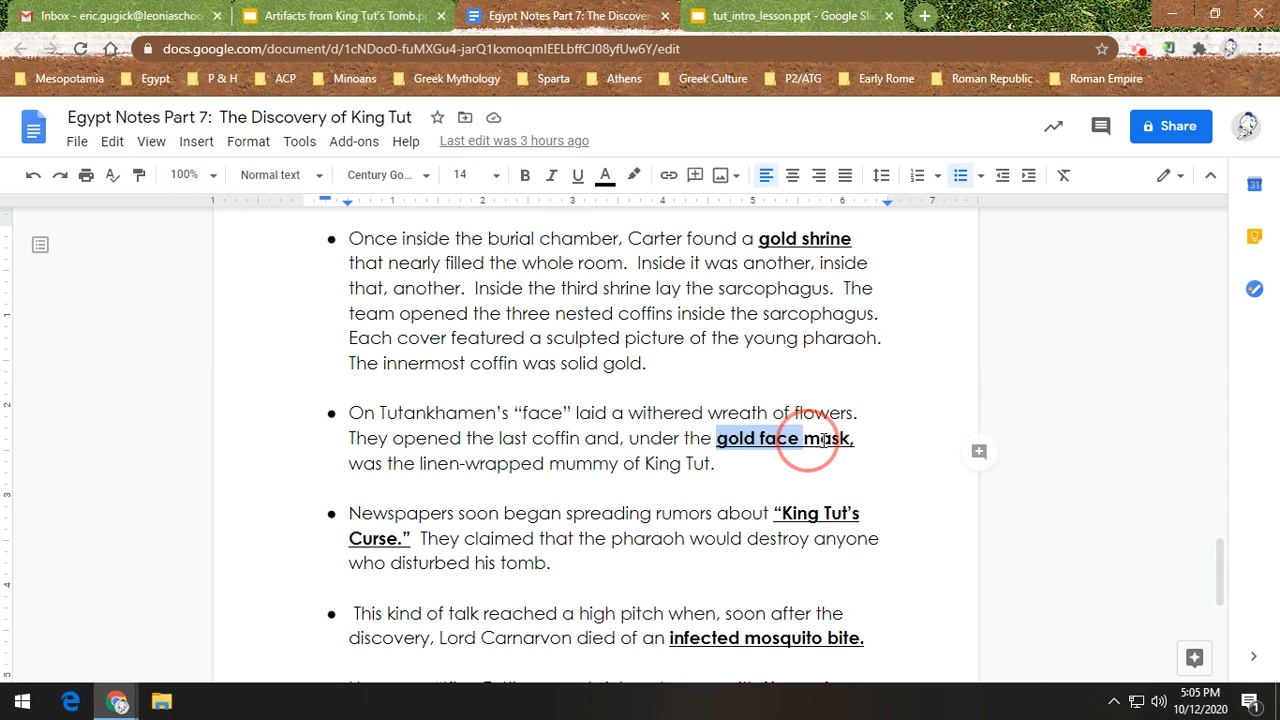 Inbox - eric.gugick@leoniaschoo
Artifacts from King Tut's Tomb.p
Egypt Notes Part 7: The Discover
tut_intro_lesson.ppt - Google Sli
docs.google.com/document/d/1cNDoc0-fuMXGu4-jarQ1kxmoqmIEELbffCJ08yfUw6Y/edit
Mesopotamia Egypt P & H ACP Minoans Greek Mythology Sparta Athens Greek Culture P2/ATG Early Rome Roman Republic Roman Empire
Egypt Notes Part 7: The Discovery of King Tut
File Edit View Insert Format Tools Add-ons Help Last edit was 3 hours ago
Share
100% Normal text Century Go... 14 B I U A
1 1 2 3 4 5 6 7
● Once inside the burial chamber, Carter found a gold shrine
that nearly filled the whole room. Inside it was another, inside
that, another. Inside the third shrine lay the sarcophagus. The
team opened the three nested coffins inside the sarcophagus.
Each cover featured a sculpted picture of the young pharaoh.
The innermost coffin was solid gold.
● On Tutankhamen's “face” laid a withered wreath of flowers.
They opened the last coffin and, under the gold face mask,
was the linen-wrapped mummy of King Tut.
● Newspapers soon began spreading rumors about “King Tut's
Curse.” They claimed that the pharaoh would destroy anyone
who disturbed his tomb.
● This kind of talk reached a high pitch when, soon after the
discovery, Lord Carnarvon died of an infected mosquito bite.
5:05 PM
10/12/2020